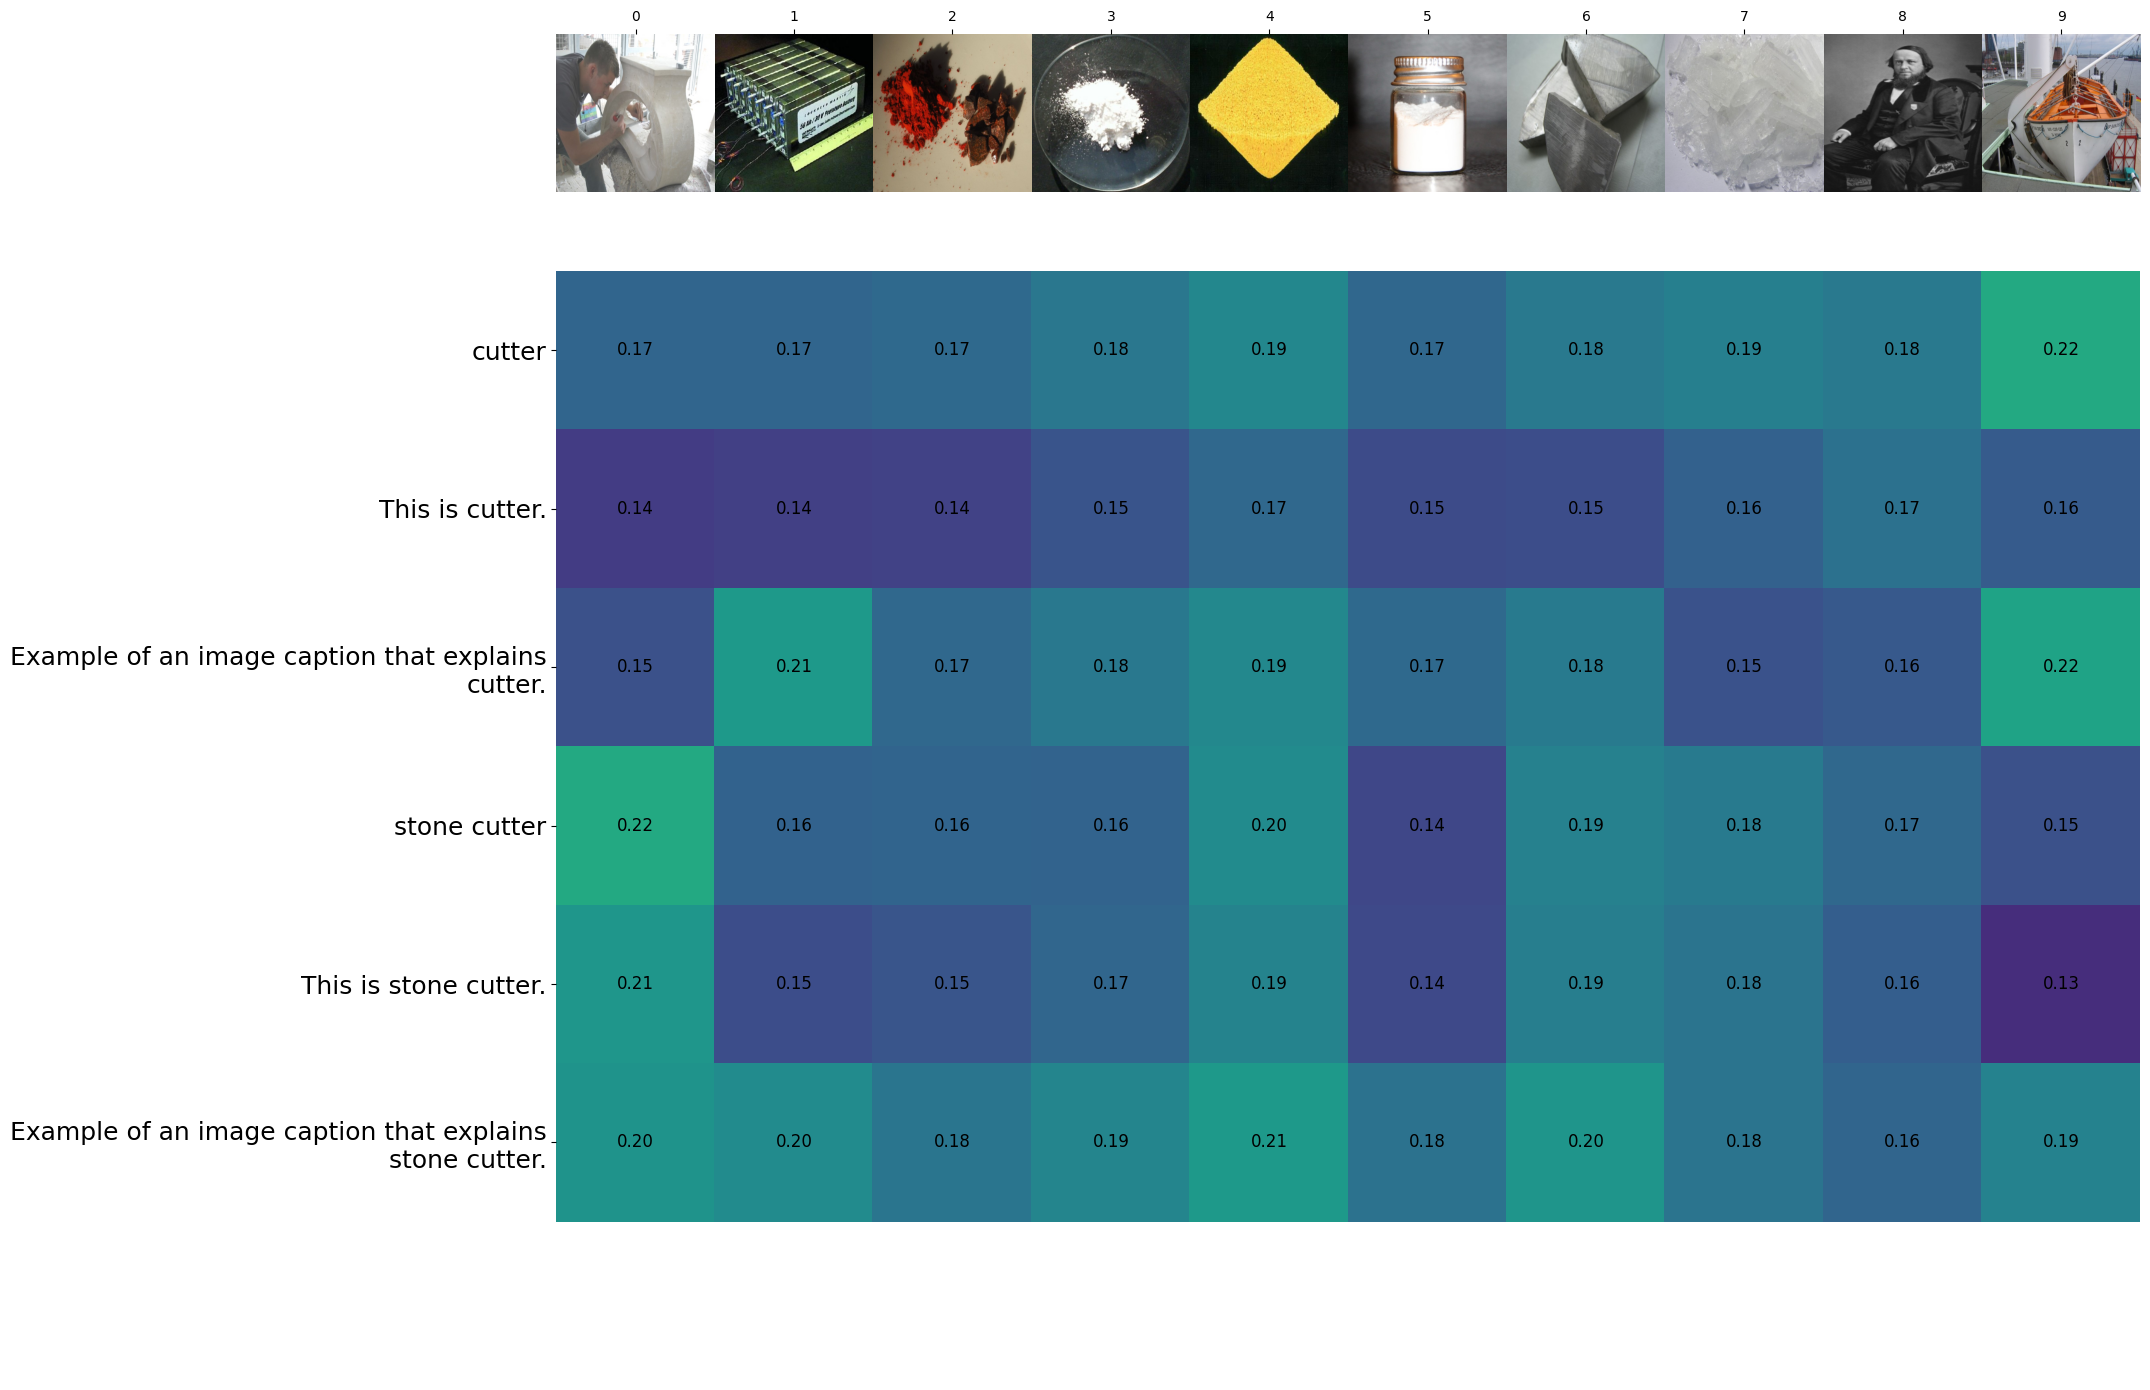 0 1 2 3 4 5 6 7 8 9
cutter 0.17 0.17 0.17 0.18 0.19 0.17 0.18 0.19 0.18 0.22
This is cutter. 0.14 0.14 0.14 0.15 0.17 0.15 0.15 0.16 0.17 0.16
Example of an image caption that explains
cutter. 0.15 0.21 0.17 0.18 0.19 0.17 0.18 0.15 0.16 0.22
stone cutter 0.22 0.16 0.16 0.16 0.20 0.14 0.19 0.18 0.17 0.15
This is stone cutter. 0.21 0.15 0.15 0.17 0.19 0.14 0.19 0.18 0.16 0.13
Example of an image caption that explains
stone cutter. 0.20 0.20 0.18 0.19 0.21 0.18 0.20 0.18 0.16 0.19